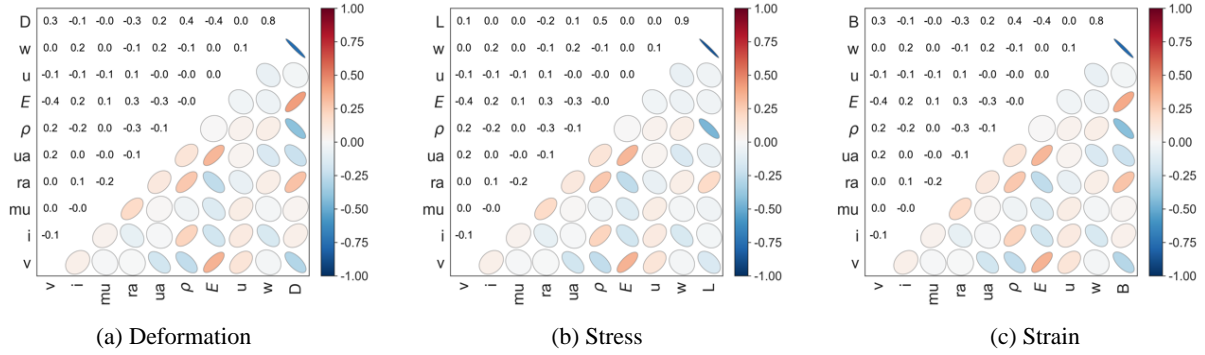 D 0.3 -0.1 -0.0 -0.3 0.2 0.4 -0.4 0.0 0.8
w 0.0 0.2 0.0 -0.1 0.2 -0.1 0.0 0.1
u -0.1 -0.1 -0.1 0.1 -0.0 -0.0 0.0
E -0.4 0.2 0.1 0.3 -0.3 -0.0
ρ 0.2 -0.2 0.0 -0.3 -0.1
ua 0.2 0.0 -0.0 -0.1
ra 0.0 0.1 -0.2
mu 0.0 -0.0
i -0.1
v
v i mu ra ua ρ E u w D
1.00
0.75
0.50
0.25
0.00
-0.25
-0.50
-0.75
-1.00
(a) Deformation
L 0.1 0.0 -0.0 -0.2 0.1 0.5 0.0 0.0 0.9
w 0.0 0.2 0.0 -0.1 0.2 -0.1 0.0 0.1
u -0.1 -0.1 -0.1 0.1 -0.0 -0.0 0.0
E -0.4 0.2 0.1 0.3 -0.3 -0.0
ρ 0.2 -0.2 0.0 -0.3 -0.1
ua 0.2 0.0 -0.0 -0.1
ra 0.0 0.1 -0.2
mu 0.0 -0.0
i -0.1
v
v i mu ra ua ρ E u w L
1.00
0.75
0.50
0.25
0.00
-0.25
-0.50
-0.75
-1.00
(b) Stress
B 0.3 -0.1 -0.0 -0.3 0.2 0.4 -0.4 0.0 0.8
w 0.0 0.2 0.0 -0.1 0.2 -0.1 0.0 0.1
u -0.1 -0.1 -0.1 0.1 -0.0 -0.0 0.0
E -0.4 0.2 0.1 0.3 -0.3 -0.0
ρ 0.2 -0.2 0.0 -0.3 -0.1
ua 0.2 0.0 -0.0 -0.1
ra 0.0 0.1 -0.2
mu 0.0 -0.0
i -0.1
v
v i mu ra ua ρ E u w B
1.00
0.75
0.50
0.25
0.00
-0.25
-0.50
-0.75
-1.00
(c) Strain